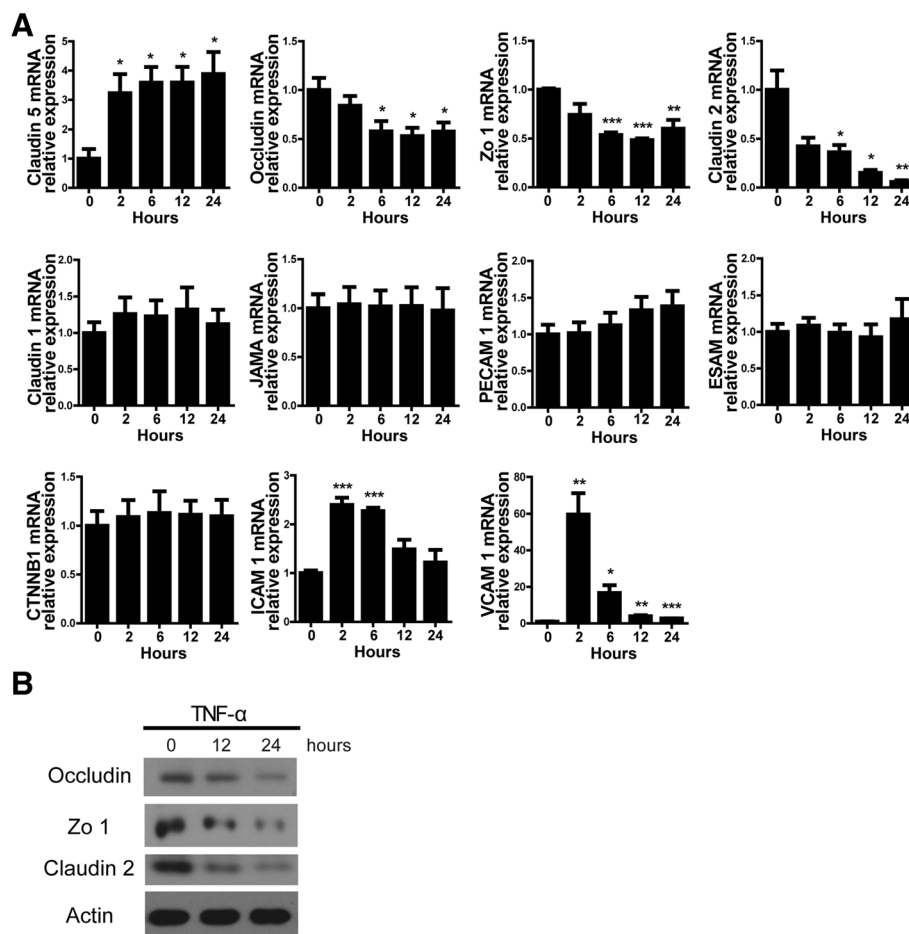 A
Claudin 5 mRNA
relative expression
5
4
3
2
1
0
* * * *
0 2 6 12 24
Hours
Occludin mRNA
relative expression
1.5
1.0
0.5
0.0
* * *
0 2 6 12 24
Hours
Zo 1 mRNA
relative expression
1.5
1.0
0.5
0.0
*** *** **
0 2 6 12 24
Hours
Claudin 2 mRNA
relative expression
1.5
1.0
0.5
0.0
* * **
0 2 6 12 24
Hours
Claudin 1 mRNA
relative expression
2.0
1.5
1.0
0.5
0.0
0 2 6 12 24
Hours
JAMA mRNA
relative expression
1.5
1.0
0.5
0.0
0 2 6 12 24
Hours
PECAM 1 mRNA
relative expression
2.0
1.5
1.0
0.5
0.0
0 2 6 12 24
Hours
ESAM mRNA
relative expression
2.0
1.5
1.0
0.5
0.0
0 2 6 12 24
Hours
CTNNB1 mRNA
relative expression
1.5
1.0
0.5
0.0
0 2 6 12 24
Hours
ICAM 1 mRNA
relative expression
3
2
1
0
*** ***
0 2 6 12 24
Hours
VCAM 1 mRNA
relative expression
80
60
40
20
0
** * ** ***
0 2 6 12 24
Hours
B
TNF-α
0 12 24 hours
Occludin
Zo 1
Claudin 2
Actin